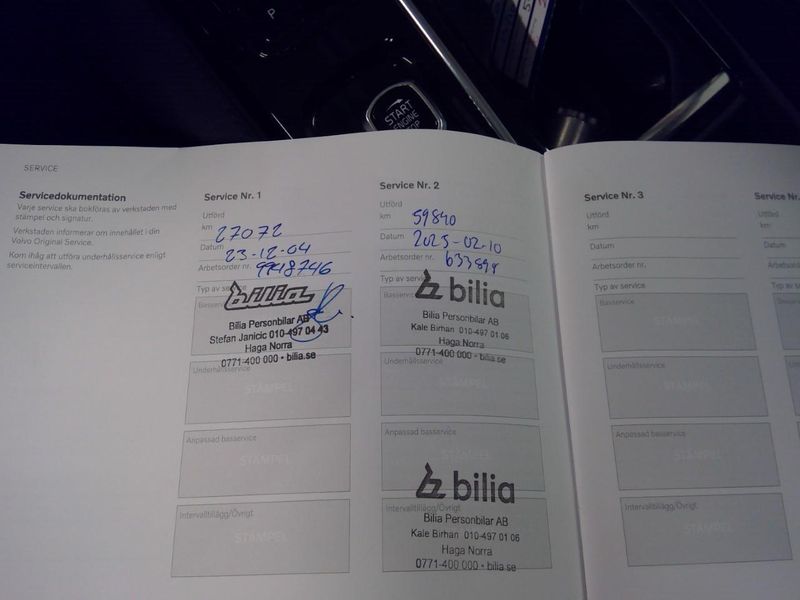 P
START
ENGINE
SERVICE
Servicedokumentation
Varje service ska bokföras av verkstaden med
stämpel och signatur.
Verkstaden informerar om innehållet i din
Volvo Original Service.
Kom ihåg att utföra underhållsservice enligt
serviceintervallen.
Service Nr. 1
Utförd
km 27072
Datum 23-12-04
Arbetsorder nr. 9948746
Typ av service
bilia
Bilia Personbilar AB
Stefan Janicic 010-497 04 43
Haga Norra
0771-400 000 • bilia.se
Underhållsservice
STÄMPEL
Anpassad basservice
STÄMPEL
Intervalltillägg/Övrigt
STÄMPEL
Service Nr. 2
Utförd
km 59840
Datum 2025-02-10
Arbetsorder nr. 633898
Typ av service
bilia
Bilia Personbilar AB
Kale Birhan 010-497 01 06
Haga Norra
0771-400 000 • bilia.se
Underhållsservice
STÄMPEL
Anpassad basservice
bilia
Intervalltillägg/Övrigt
Bilia Personbilar AB
Kale Birhan 010-497 01 06
Haga Norra
0771-400 000 • bilia.se
Service Nr. 3
Utförd
km
Datum
Arbetsorder nr.
Typ av service
Basservice
STÄMPEL
Underhållsservice
STÄMPEL
Anpassad basservice
STÄMPEL
Intervalltillägg/Övrigt
STÄMPEL
Service Nr.
Utförd
km
Datum